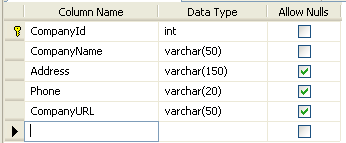 Column Name Data Type Allow Nulls
CompanyId int
CompanyName varchar(50)
Address varchar(150)
Phone varchar(20)
CompanyURL varchar(50)